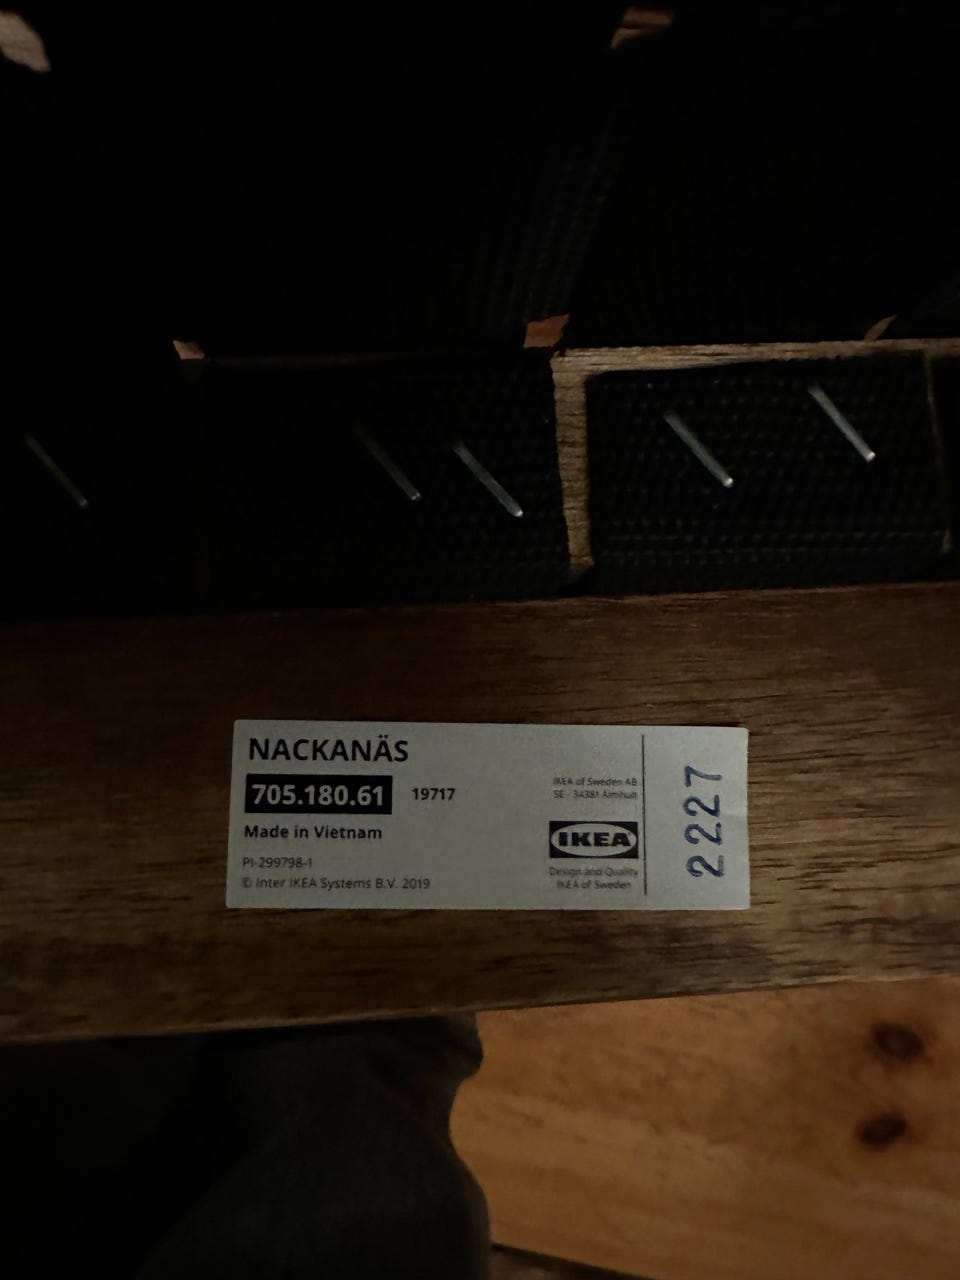 NACKANÄS
705.180.61 19717
Made in Vietnam
PI-299798-1
© Inter IKEA Systems B.V. 2019
IKEA of Sweden AB
SE - 34381 Älmhult
IKEA
Design and Quality
IKEA of Sweden
2227